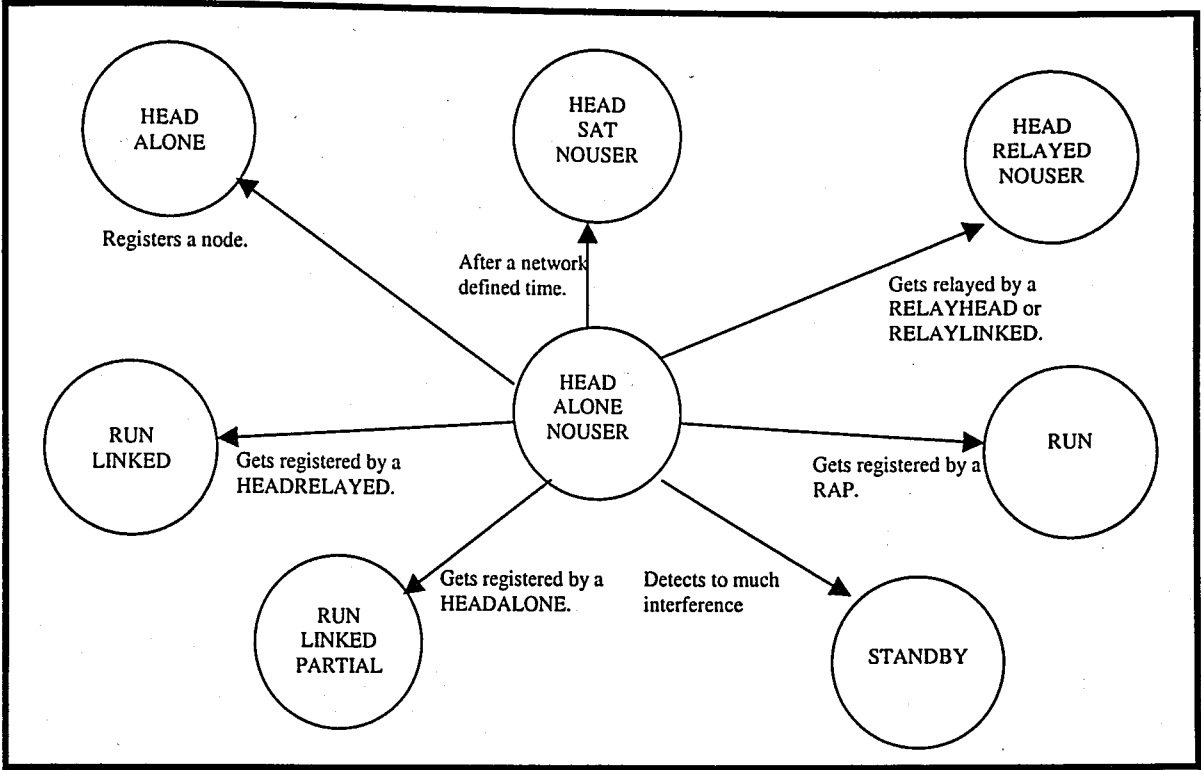 HEAD
ALONE
HEAD
SAT
NOUSER
HEAD
RELAYED
NOUSER
Registers a node.
After a network
defined time.
Gets relayed by a
RELAYHEAD or
RELAYLINKED.
HEAD
ALONE
NOUSER
RUN
LINKED
Gets registered by a
HEADRELAYED.
RUN
Gets registered by a
RAP.
Gets registered by a
HEADALONE.
Detects to much
interference
RUN
LINKED
PARTIAL
STANDBY